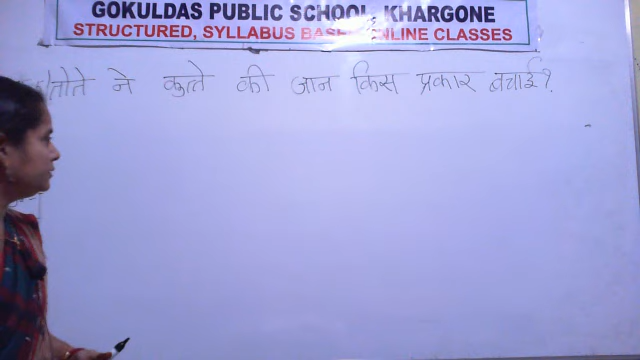 GOKULDAS PUBLIC SCHOOL, KHARGONE
STRUCTURED, SYLLABUS BASED ONLINE CLASSES
तोते ने कुत्ते की जान किस प्रकार बचाई?